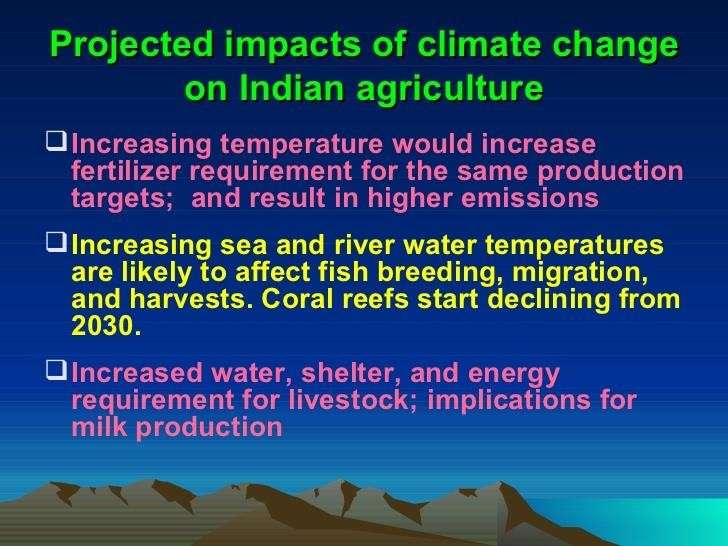 Projected impacts of climate change
on Indian agriculture
Increasing temperature would increase
fertilizer requirement for the same production
targets;  and result in higher emissions
Increasing sea and river water temperatures
are likely to affect fish breeding, migration,
and harvests. Coral reefs start declining from
2030.
Increased water, shelter, and energy
requirement for livestock; implications for
milk production